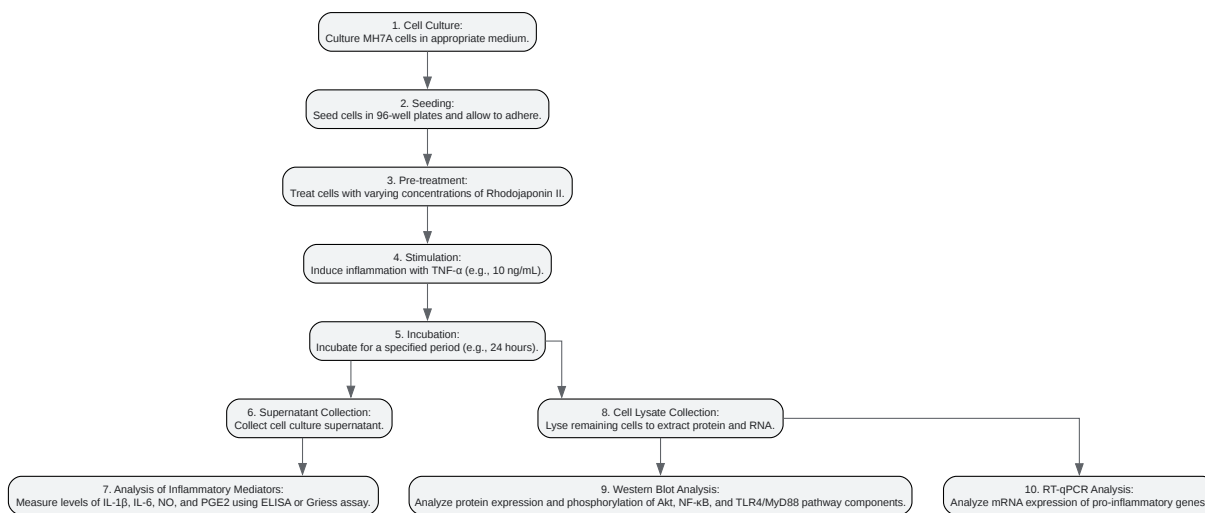 1. Cell Culture:
Culture MH7A cells in appropriate medium.
2. Seeding:
Seed cells in 96-well plates and allow to adhere.
3. Pre-treatment:
Treat cells with varying concentrations of Rhodojaponin II.
4. Stimulation:
Induce inflammation with TNF-α (e.g., 10 ng/mL).
5. Incubation:
Incubate for a specified period (e.g., 24 hours).
6. Supernatant Collection:
Collect cell culture supernatant.
8. Cell Lysate Collection:
Lyse remaining cells to extract protein and RNA.
7. Analysis of Inflammatory Mediators:
Measure levels of IL-1β, IL-6, NO, and PGE2 using ELISA or Griess assay.
9. Western Blot Analysis:
Analyze protein expression and phosphorylation of Akt, NF-κB, and TLR4/MyD88 pathway components.
10. RT-qPCR Analysis:
Analyze mRNA expression of pro-inflammatory genes.